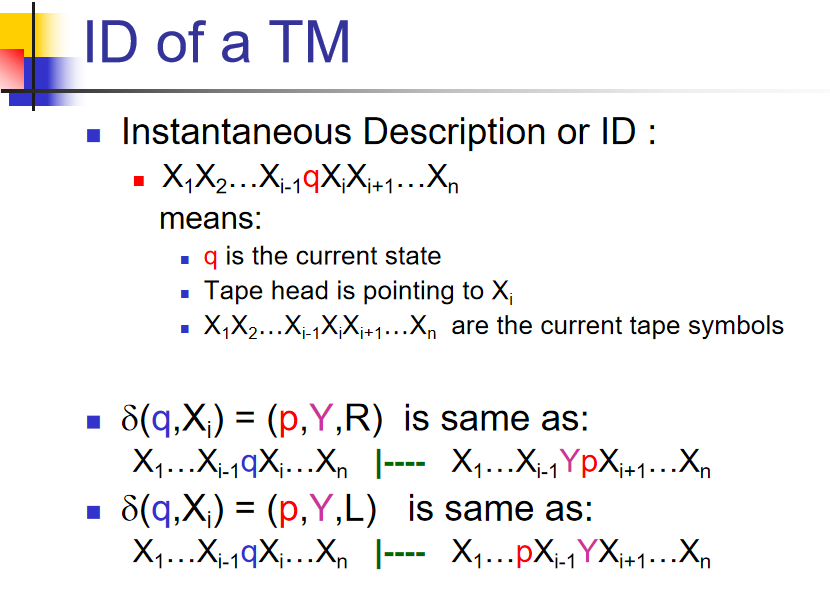 ID of a TM
Instantaneous Description or ID :
X₁X₂…Xᵢ₋₁qXᵢXᵢ₊₁…Xₙ
means:
q is the current state
Tape head is pointing to Xᵢ
X₁X₂…Xᵢ₋₁XᵢXᵢ₊₁…Xₙ are the current tape symbols
δ(q,Xᵢ) = (p,Y,R) is same as:
X₁…Xᵢ₋₁qXᵢ…Xₙ |---- X₁…Xᵢ₋₁YpXᵢ₊₁…Xₙ
δ(q,Xᵢ) = (p,Y,L) is same as:
X₁…Xᵢ₋₁qXᵢ…Xₙ |---- X₁…pXᵢ₋₁YXᵢ₊₁…Xₙ